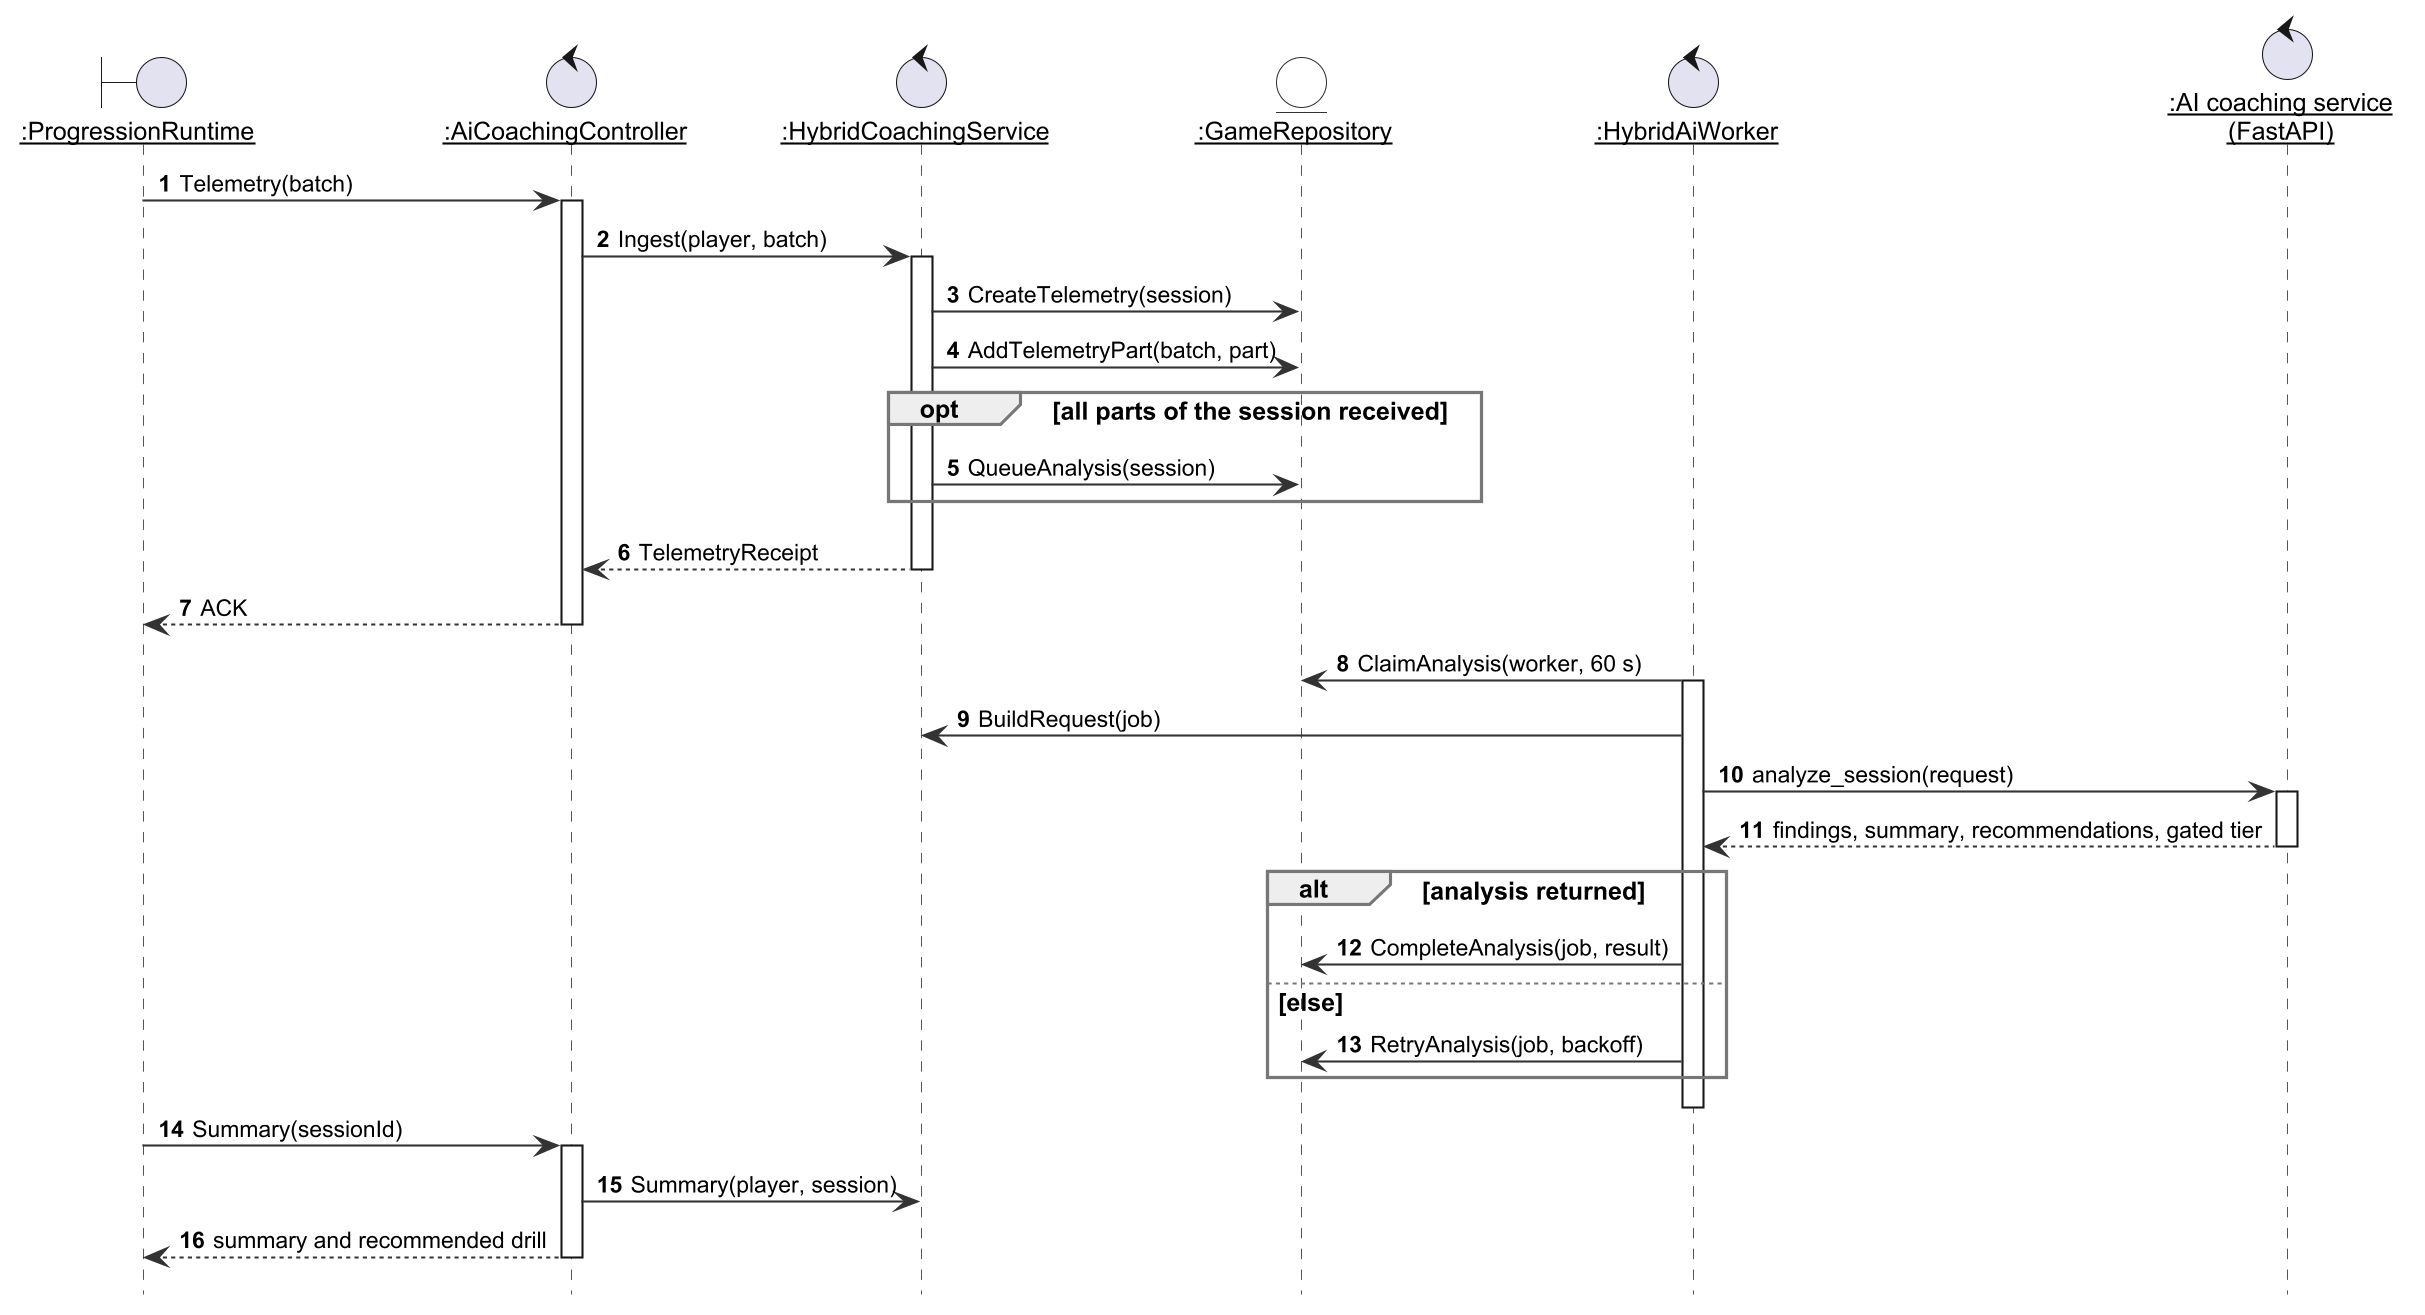 :ProgressionRuntime
:AiCoachingController
:HybridCoachingService
:GameRepository
:HybridAiWorker
:AI coaching service
(FastAPI)
1 Telemetry(batch)
2 Ingest(player, batch)
3 CreateTelemetry(session)
4 AddTelemetryPart(batch, part)
opt [all parts of the session received]
5 QueueAnalysis(session)
6 TelemetryReceipt
7 ACK
8 ClaimAnalysis(worker, 60 s)
9 BuildRequest(job)
10 analyze_session(request)
11 findings, summary, recommendations, gated tier
alt [analysis returned]
12 CompleteAnalysis(job, result)
[else]
13 RetryAnalysis(job, backoff)
14 Summary(sessionId)
15 Summary(player, session)
16 summary and recommended drill